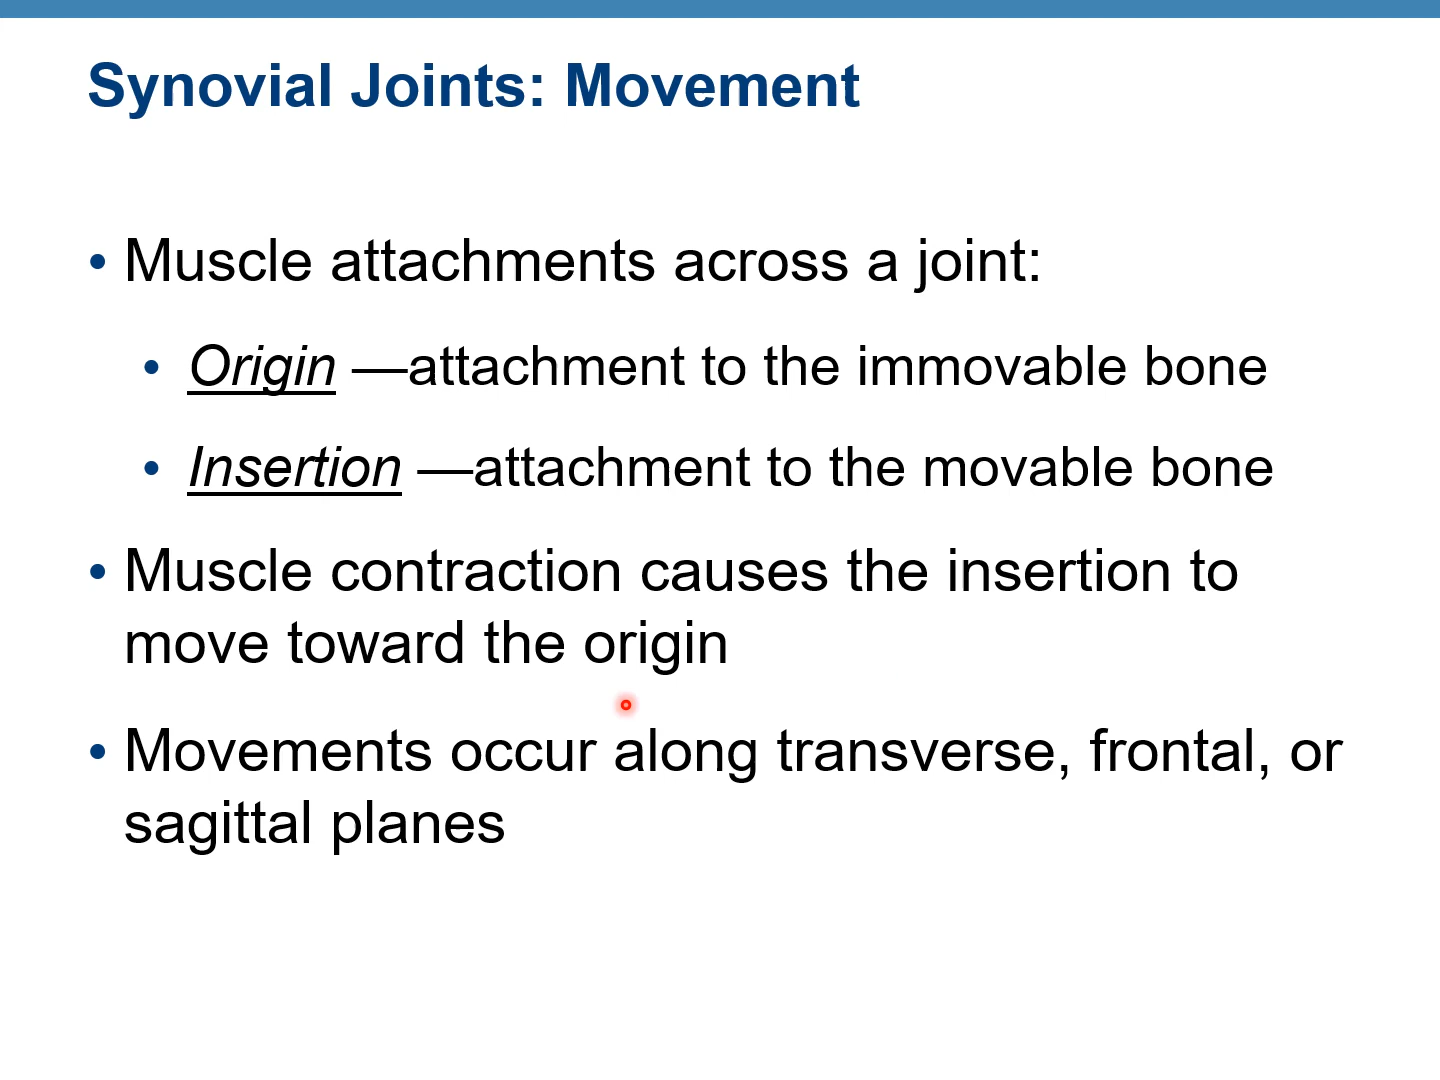 Synovial Joints: Movement
• Muscle attachments across a joint:
• Origin —attachment to the immovable bone
• Insertion —attachment to the movable bone
• Muscle contraction causes the insertion to
move toward the origin
• Movements occur along transverse, frontal, or
sagittal planes